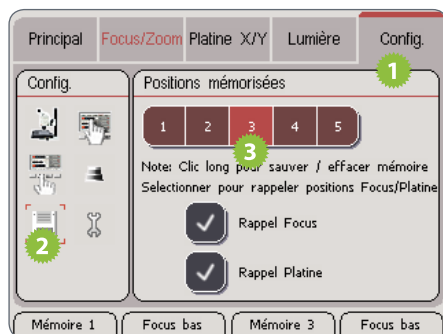 Principal Focus/Zoom Platine X/Y Lumière Config.
1
Config.
Positions mémorisées
1 2 3 4 5
3
Note: Clic long pour sauver / effacer mémoire
Selectionner pour rappeler positions Focus/Platine
2
Rappel Focus
Rappel Platine
Mémoire 1 Focus bas Mémoire 3 Focus bas